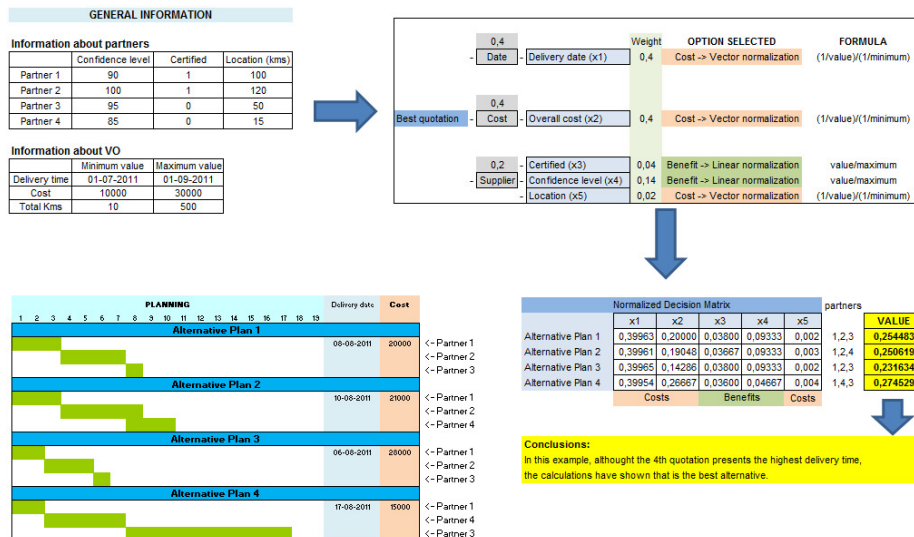 GENERAL INFORMATION
Information about partners
Confidence level Certified Location (kms)
Partner 1 90 1 100
Partner 2 100 1 120
Partner 3 95 0 50
Partner 4 85 0 15
Information about VO
Minimum value Maximum value
Delivery time 01-07-2011 01-09-2011
Cost 10000 30000
Total Kms 10 500
0,4 Weight OPTION SELECTED FORMULA
- Date - Delivery date (x1) 0,4 Cost -> Vector normalization (1/value)/(1/minimum)
0,4
Best quotation - Cost - Overall cost (x2) 0,4 Cost -> Vector normalization (1/value)/(1/minimum)
0,2 - Certified (x3) 0,04 Benefit -> Linear normalization value/maximum
- Supplier - Confidence level (x4) 0,14 Benefit -> Linear normalization value/maximum
- Location (x5) 0,02 Cost -> Vector normalization (1/value)/(1/minimum)
PLANNING Delivery date Cost
1 2 3 4 5 6 7 8 9 10 11 12 13 14 15 16 17 18 19
Alternative Plan 1
08-08-2011 20000 <- Partner 1
<- Partner 2
<- Partner 3
Alternative Plan 2
10-08-2011 21000 <- Partner 1
<- Partner 2
<- Partner 4
Alternative Plan 3
06-08-2011 28000 <- Partner 1
<- Partner 2
<- Partner 3
Alternative Plan 4
17-08-2011 15000 <- Partner 1
<- Partner 4
<- Partner 3
Normalized Decision Matrix partners
x1 x2 x3 x4 x5 VALUE
Alternative Plan 1 0,39963 0,20000 0,03800 0,09333 0,002 1,2,3 0,254483
Alternative Plan 2 0,39961 0,19048 0,03667 0,09333 0,003 1,2,4 0,250619
Alternative Plan 3 0,39965 0,14286 0,03800 0,09333 0,002 1,2,3 0,231634
Alternative Plan 4 0,39954 0,26667 0,03600 0,04667 0,004 1,4,3 0,274529
Costs Benefits Costs
Conclusions:
In this example, althought the 4th quotation presents the highest delivery time,
the calculations have shown that is the best alternative.